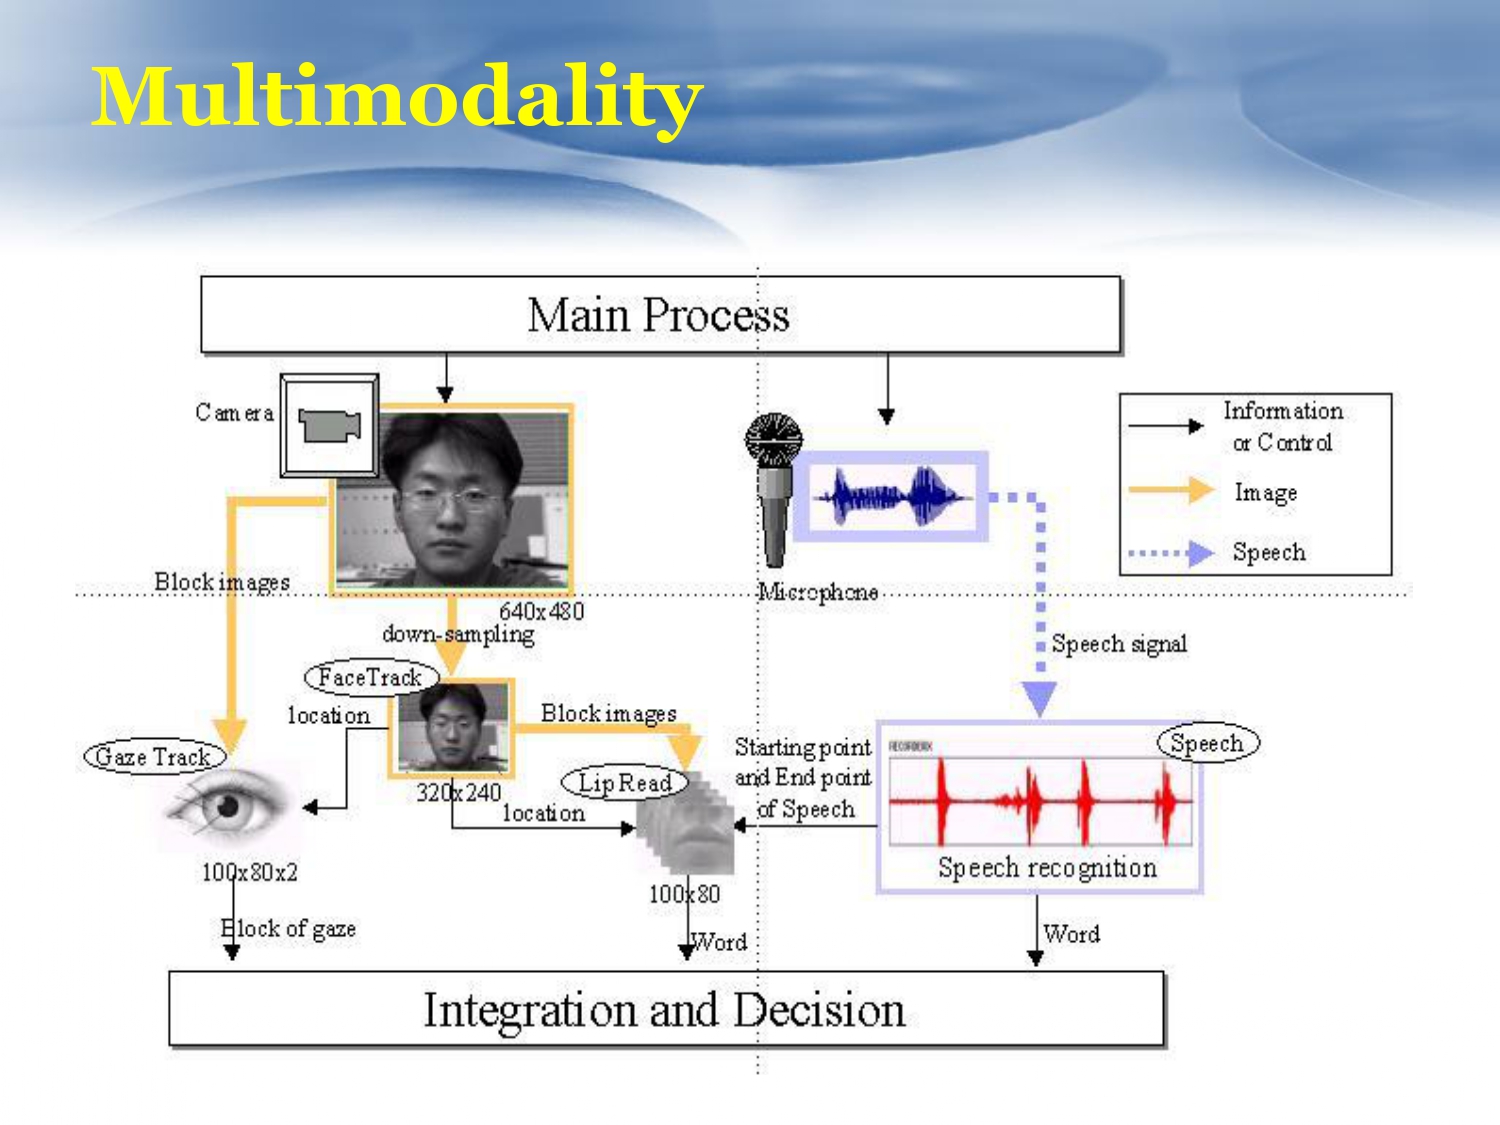 Multimodality
Main Process
Camera
Information
or Control
Image
Speech
Block images
Microphone
640x480
down-sampling
Speech signal
FaceTrack
location
Block images
Gaze Track
Starting point
and End point
of Speech
Speech
Lip Read
320x240
location
Speech recognition
100x80x2
100x80
Block of gaze
Word
Word
Integration and Decision